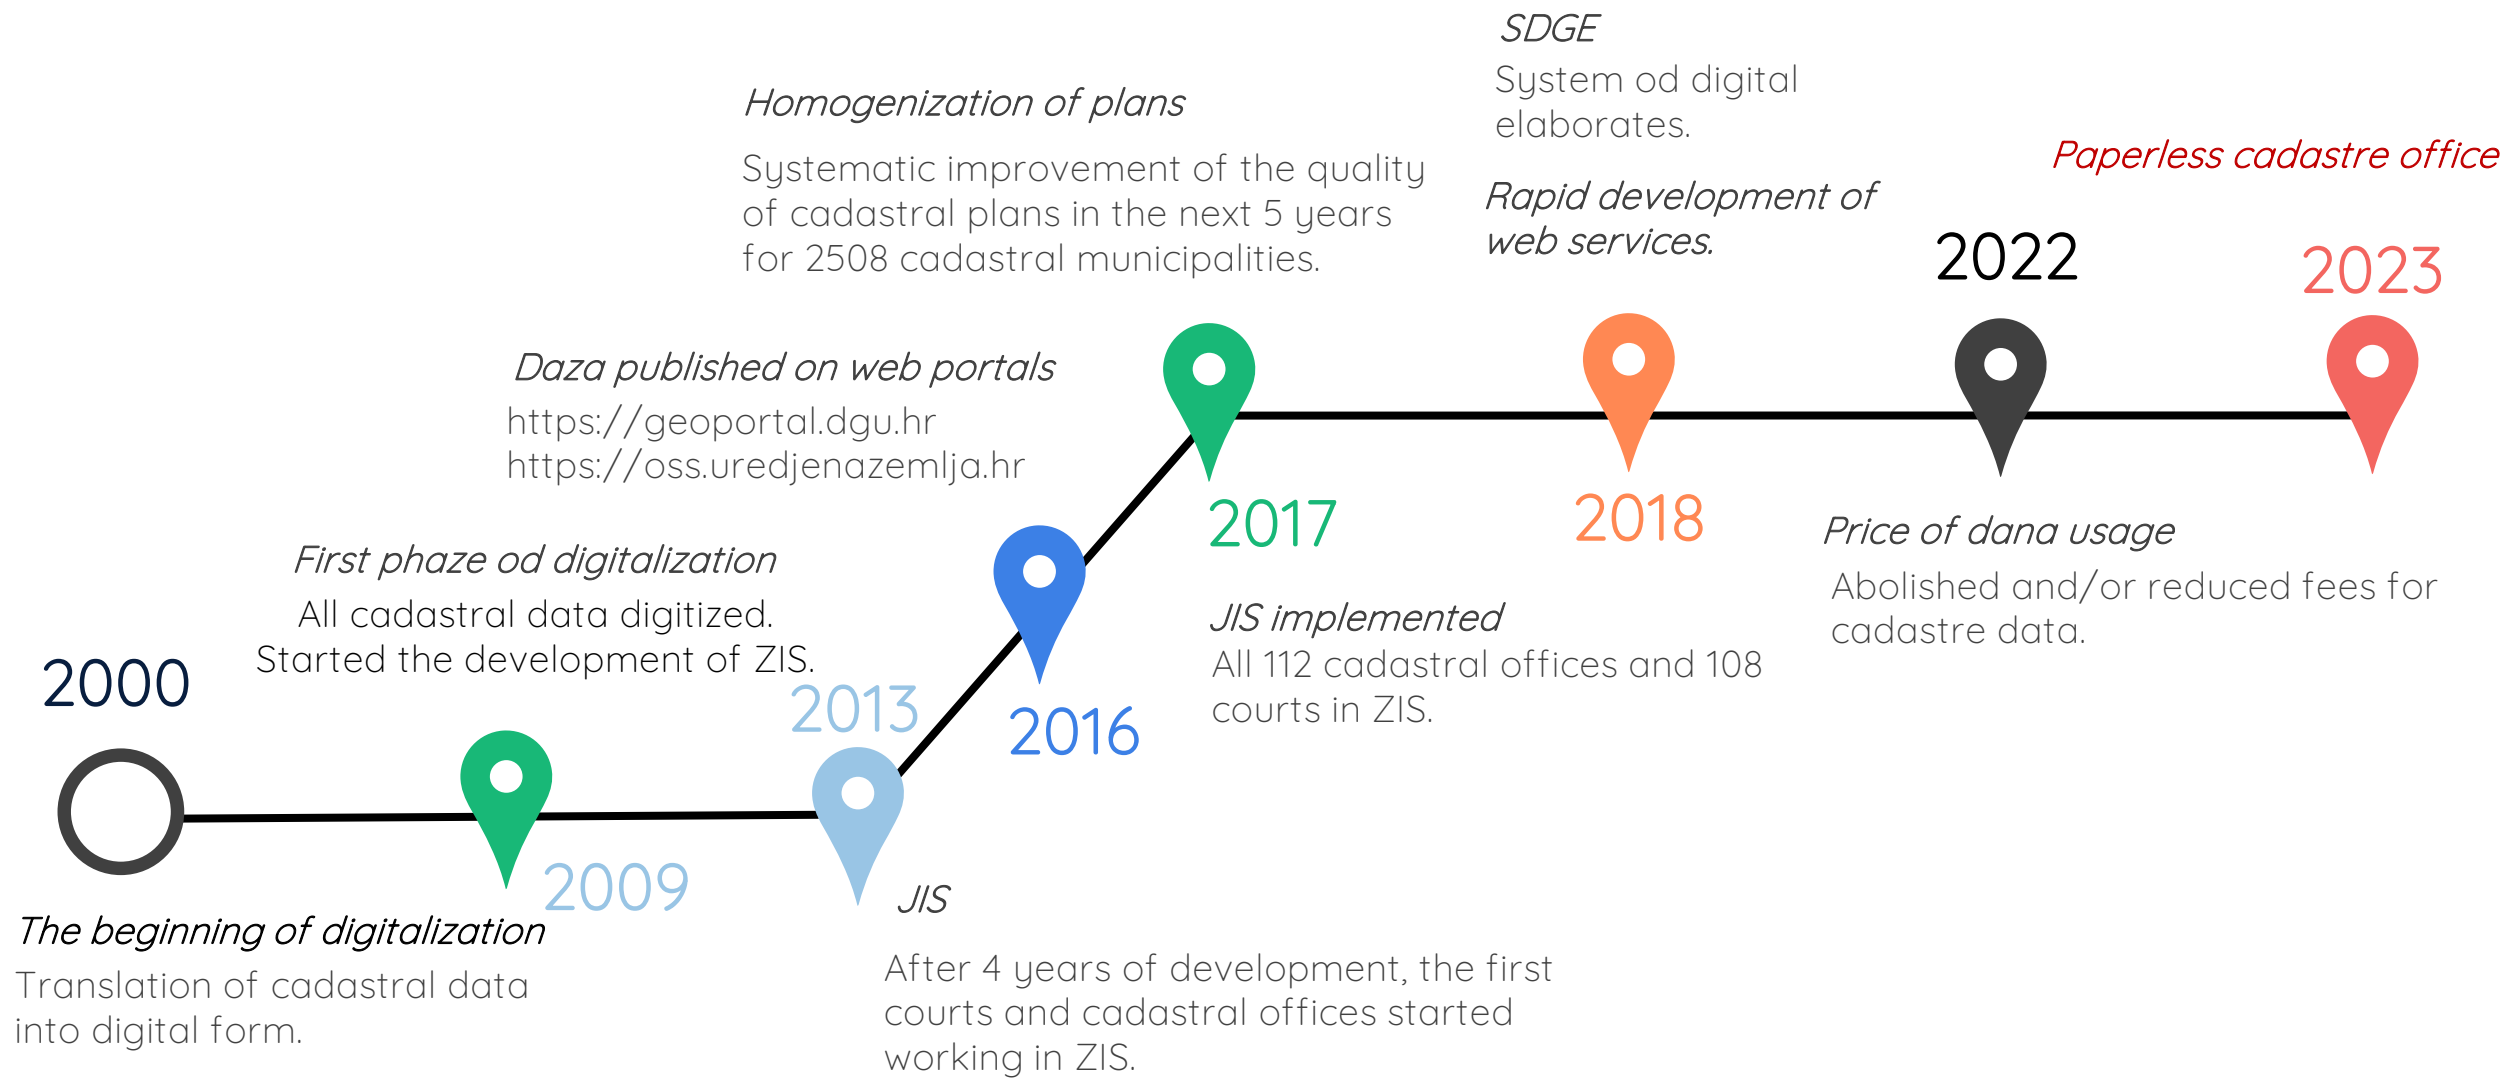 2000
The beginning of digitalization
Translation of cadastral data
into digital form.
First phaze od digitalization
All cadastral data digitized.
Started the development of ZIS.
2009
2013
JIS
After 4 years of development, the first
courts and cadastral offices started
working in ZIS.
Daza published on web portals
https://geoportal.dgu.hr
https://oss.uredjenazemlja.hr
2016
Homogenization of plans
Systematic improvement of the quality
of cadastral plans in the next 5 years
for 2508 cadastral municipalities.
2017
JIS implemented
All 112 cadastral offices and 108
courts in ZIS.
SDGE
System od digital
elaborates.
Rapid development of
web services.
2018
2022
Price of dana usage
Abolished and/or reduced fees for
cadastre data.
Paperless cadastre office
2023